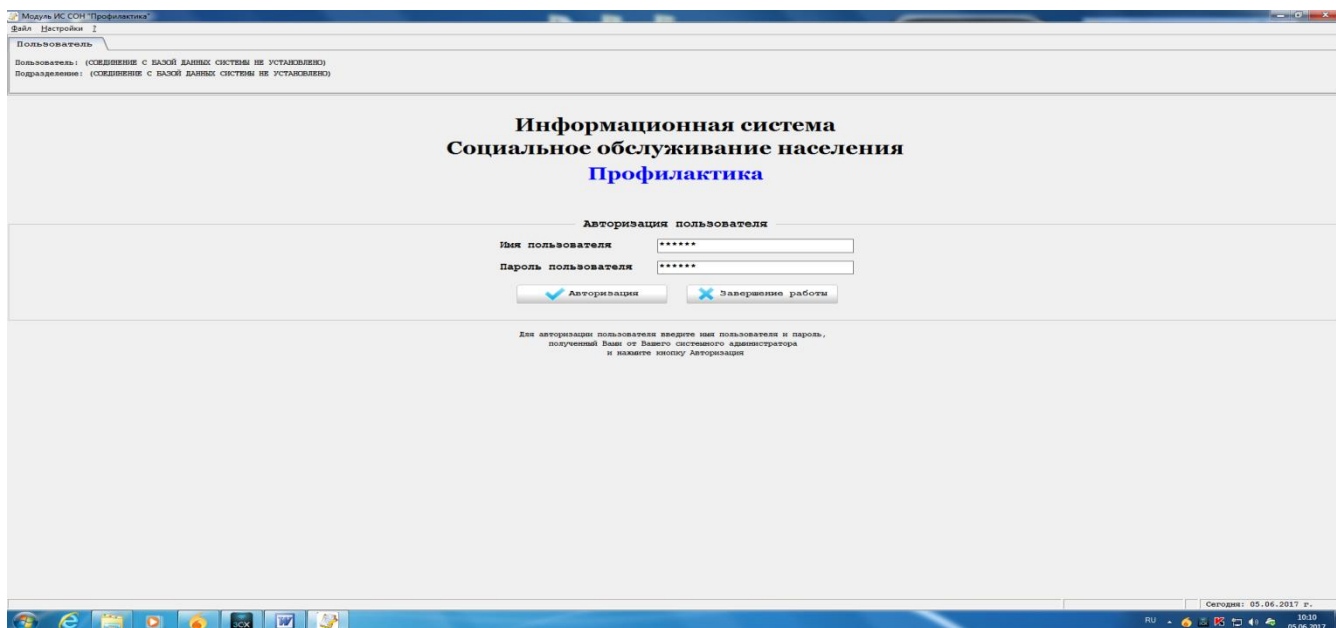 Модуль ИС СОН "Профилактика"
Файл Настройки ?
Пользователь
Пользователь: (СОЕДИНЕНИЕ С БАЗОЙ ДАННЫХ СИСТЕМЫ НЕ УСТАНОВЛЕНО)
Подразделение: (СОЕДИНЕНИЕ С БАЗОЙ ДАННЫХ СИСТЕМЫ НЕ УСТАНОВЛЕНО)
Информационная система
Социальное обслуживание населения
Профилактика
Авторизация пользователя
Имя пользователя ******
Пароль пользователя ******
Авторизация Завершение работы
Для авторизации пользователя введите имя пользователя и пароль,
полученный Вами от Вашего системного администратора
и нажмите кнопку Авторизация
Сегодня: 05.06.2017 г.
3CX W RU 10:10
05.06.2017